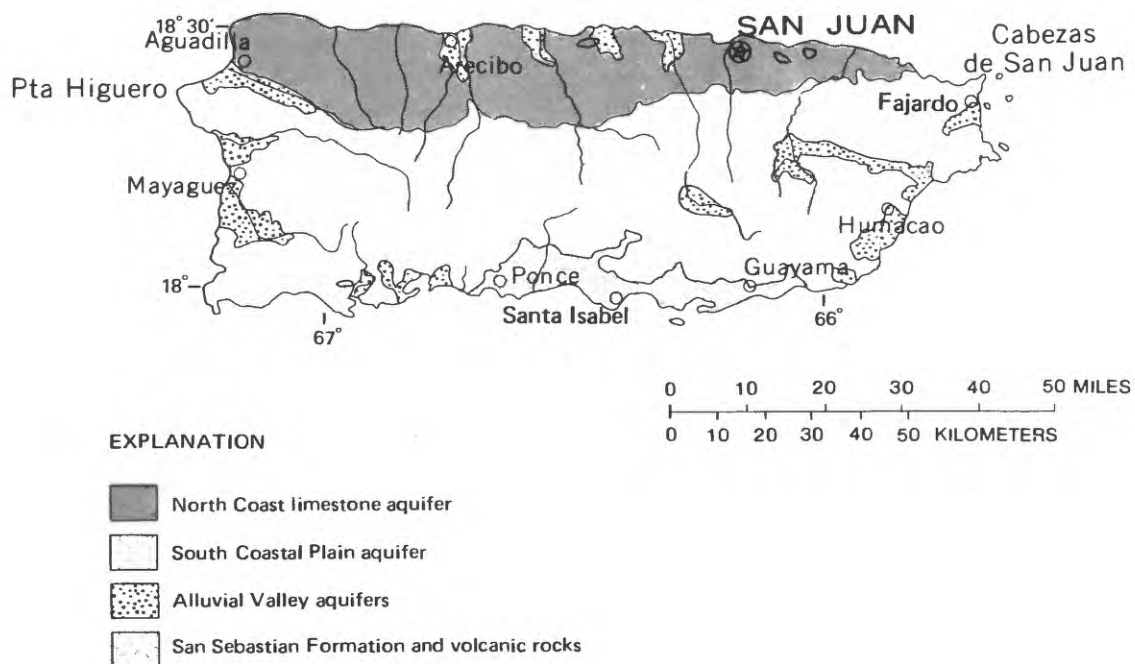 18°30'
Aguadilla
Pta Higuero
Arecibo
SAN JUAN
Cabezas
de San Juan
Fajardo
Mayaguez
Humacao
Guayama
Ponce
Santa Isabel
18°
67°
66°
0 10 20 30 40 50 MILES
0 10 20 30 40 50 KILOMETERS
EXPLANATION
North Coast limestone aquifer
South Coastal Plain aquifer
Alluvial Valley aquifers
San Sebastian Formation and volcanic rocks